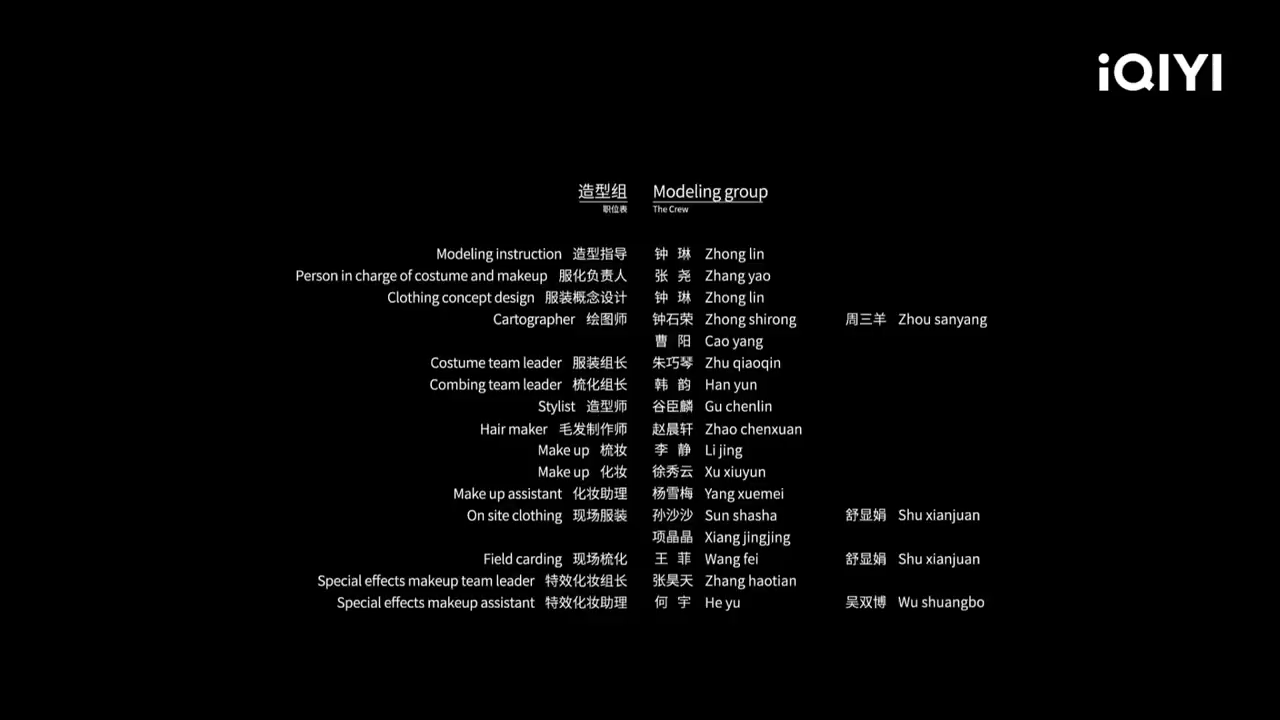 iQIYI
造型组 Modeling group
职位表 The Crew
Modeling instruction 造型指导 钟 琳 Zhong lin
Person in charge of costume and makeup 服化负责人 张 尧 Zhang yao
Clothing concept design 服装概念设计 钟 琳 Zhong lin
Cartographer 绘图师 钟石荣 Zhong shirong 周三羊 Zhou sanyang
曹 阳 Cao yang
Costume team leader 服装组长 朱巧琴 Zhu qiaoqin
Combing team leader 梳化组长 韩 韵 Han yun
Stylist 造型师 谷臣麟 Gu chenlin
Hair maker 毛发制作师 赵晨轩 Zhao chenxuan
Make up 梳妆 李 静 Li jing
Make up 化妆 徐秀云 Xu xiuyun
Make up assistant 化妆助理 杨雪梅 Yang xuemei
On site clothing 现场服装 孙沙沙 Sun shasha 舒显娟 Shu xianjuan
项晶晶 Xiang jingjing
Field carding 现场梳化 王 菲 Wang fei 舒显娟 Shu xianjuan
Special effects makeup team leader 特效化妆组长 张昊天 Zhang haotian
Special effects makeup assistant 特效化妆助理 何 宇 He yu 吴双博 Wu shuangbo